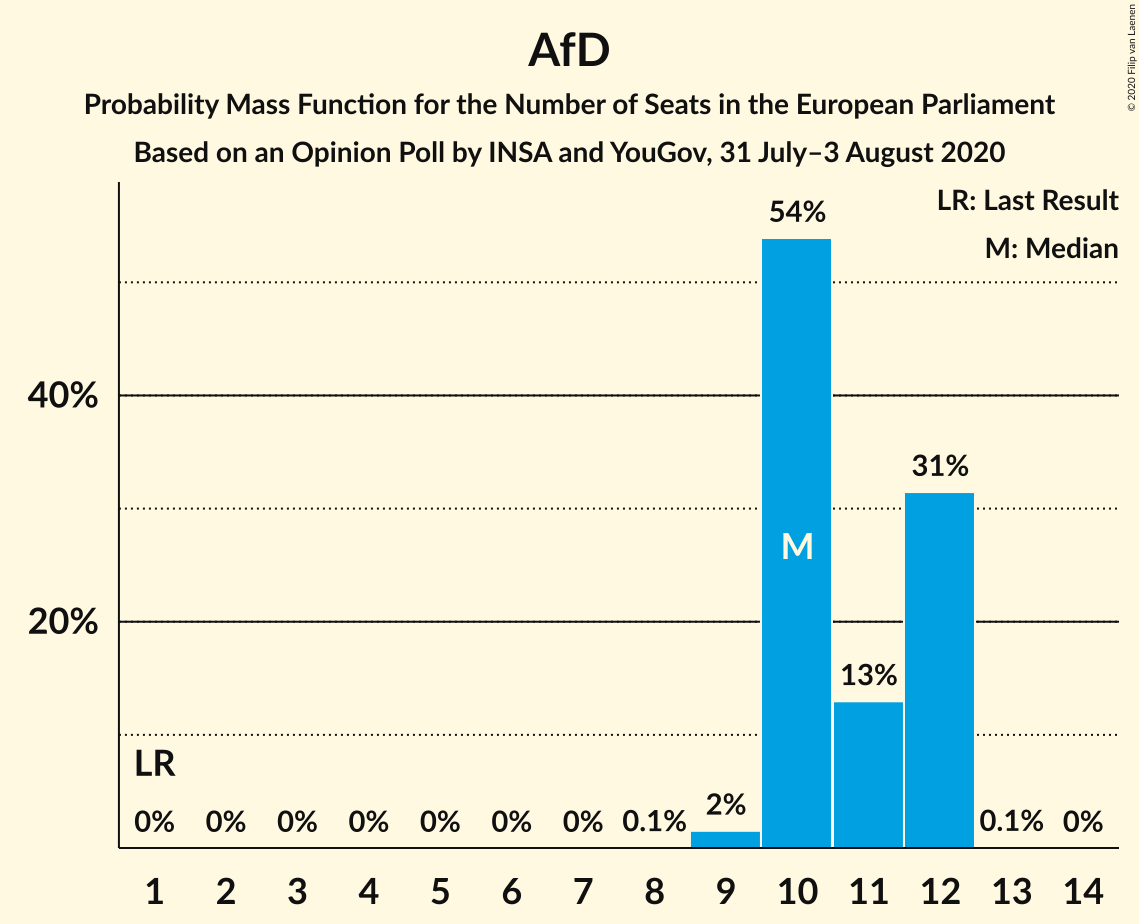 AfD
Probability Mass Function for the Number of Seats in the European Parliament
Based on an Opinion Poll by INSA and YouGov, 31 July–3 August 2020
© 2020 Filip van Laenen
LR: Last Result
M: Median
54%
40%
31%
M
20%
13%
LR
0% 0% 0% 0% 0% 0% 0% 0.1% 2% 0.1% 0%
1 2 3 4 5 6 7 8 9 10 11 12 13 14